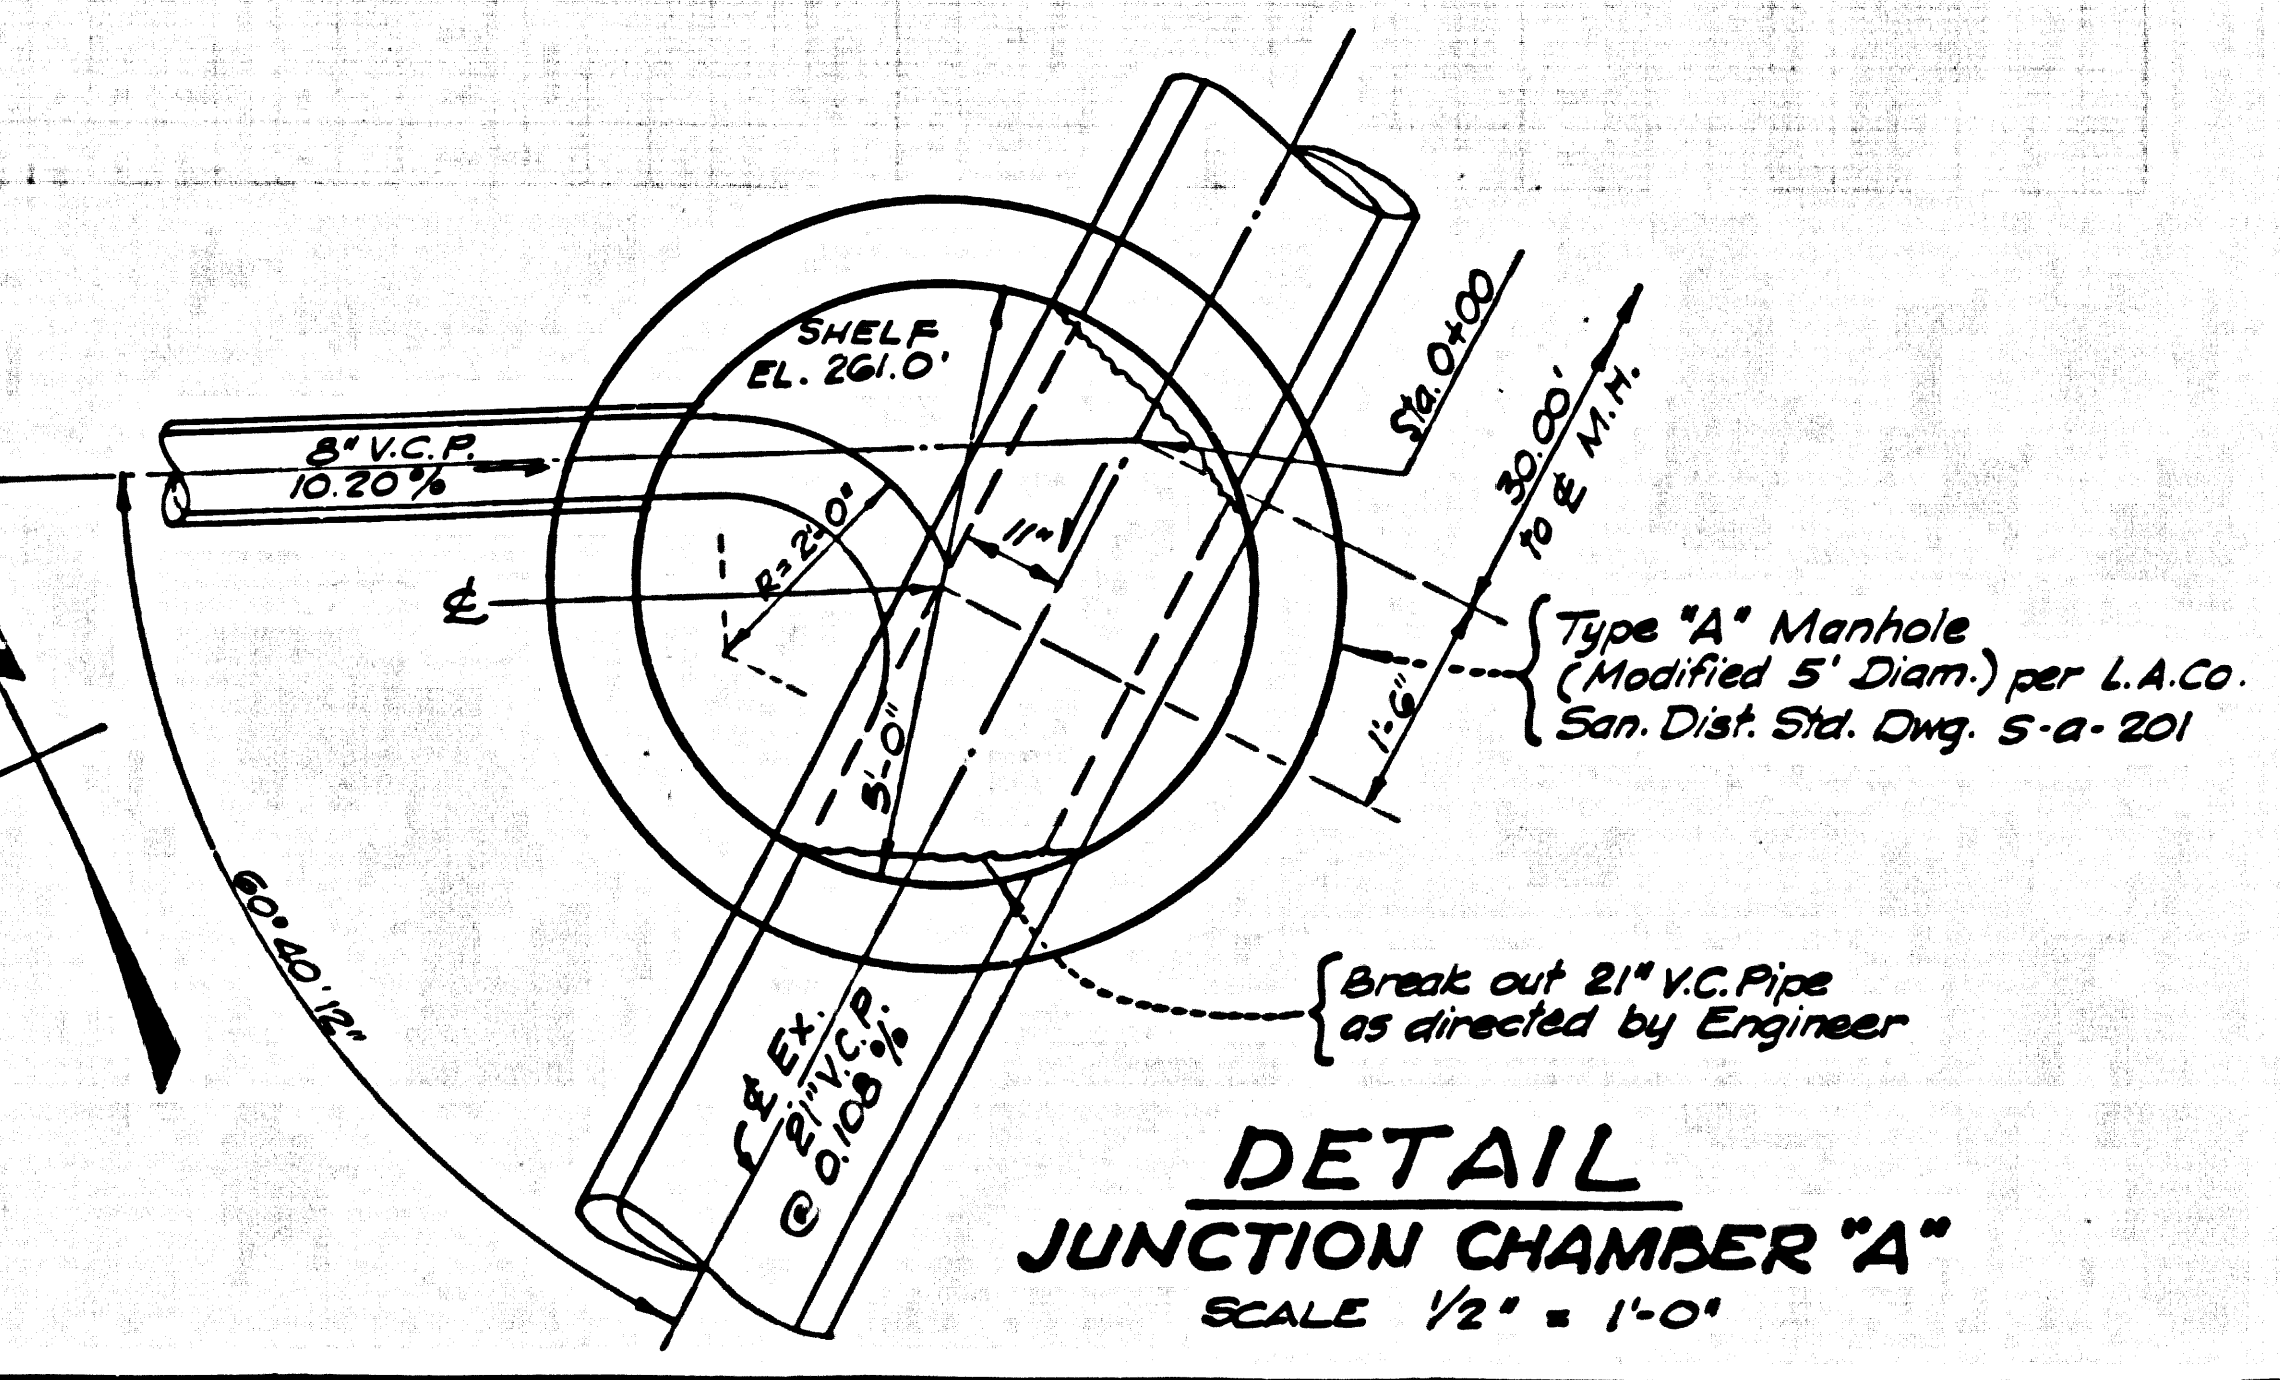 SHELF
EL. 261.0'
8" V.C.P.
10.20%
R=2'-0"
11"
℄
5'-0"
Sta. 0+00
30.00'
to ℄ M.H.
1'-6"
Type "A" Manhole
(Modified 5' Diam.) per L.A.Co.
San. Dist. Std. Dwg. S-a-201
60°40'12"
℄ EX.
21" V.C.P.
@ 0.108%
Break out 21" V.C. Pipe
as directed by Engineer
DETAIL
JUNCTION CHAMBER "A"
SCALE 1/2" = 1'-0"